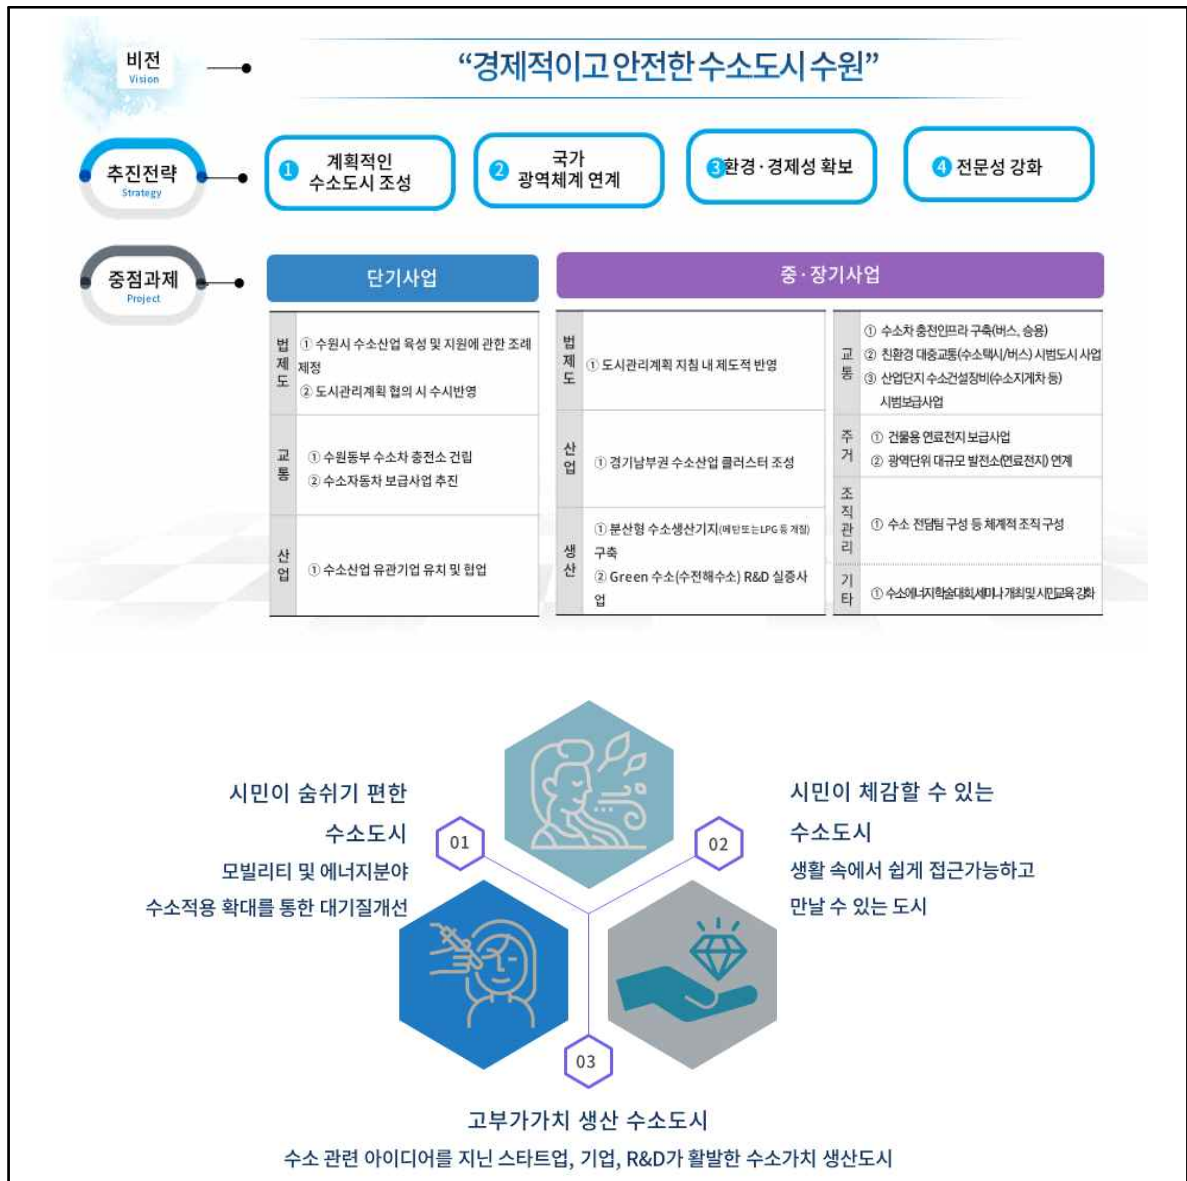 비전
Vision
“경제적이고 안전한 수소도시 수원”
추진전략
Strategy
1 계획적인
수소도시 조성
2 국가
광역체계 연계
3 환경·경제성 확보
4 전문성 강화
중점과제
Project
단기사업
법제도
① 수원시 수소산업 육성 및 지원에 관한 조례
제정
② 도시관리계획 협의 시 수시반영
교통
① 수원동부 수소차 충전소 건립
② 수소자동차 보급사업 추진
산업
① 수소산업 유관기업 유치 및 협업
중·장기사업
법제도
① 도시관리계획 지침 내 제도적 반영
산업
① 경기남부권 수소산업 클러스터 조성
생산
① 분산형 수소생산기지(메탄또는LPG 등 개질)
구축
② Green 수소(수전해수소) R&D 실증사
업
교통
① 수소차 충전인프라 구축(버스, 승용)
② 친환경 대중교통(수소택시/버스) 시범도시 사업
③ 산업단지 수소건설장비(수소지게차 등)
시범보급사업
주거
① 건물용 연료전지 보급사업
② 광역단위 대규모 발전소(연료전지) 연계
조직관리
① 수소 전담팀 구성 등 체계적 조직 구성
기타
① 수소에너지학술대회,세미나 개최 및 시민교육 강화
시민이 숨쉬기 편한
수소도시
모빌리티 및 에너지분야
수소적용 확대를 통한 대기질개선
01
02
시민이 체감할 수 있는
수소도시
생활 속에서 쉽게 접근가능하고
만날 수 있는 도시
03
고부가가치 생산 수소도시
수소 관련 아이디어를 지닌 스타트업, 기업, R&D가 활발한 수소가치 생산도시